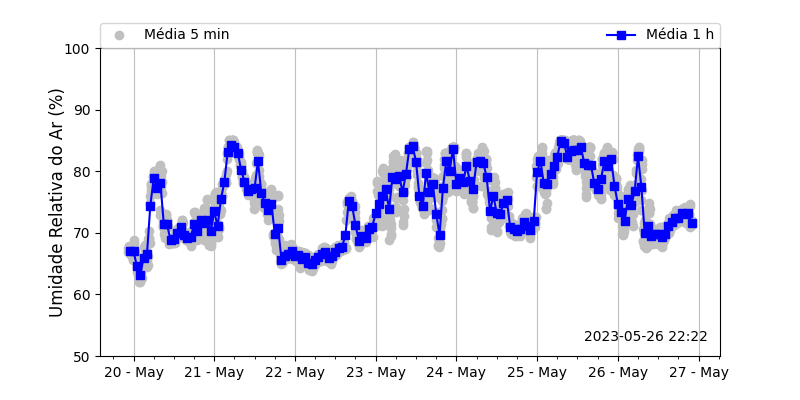 Média 5 min
Média 1 h
Umidade Relativa do Ar (%)
100
90
80
70
60
50
2023-05-26 22:22
20 - May
21 - May
22 - May
23 - May
24 - May
25 - May
26 - May
27 - May